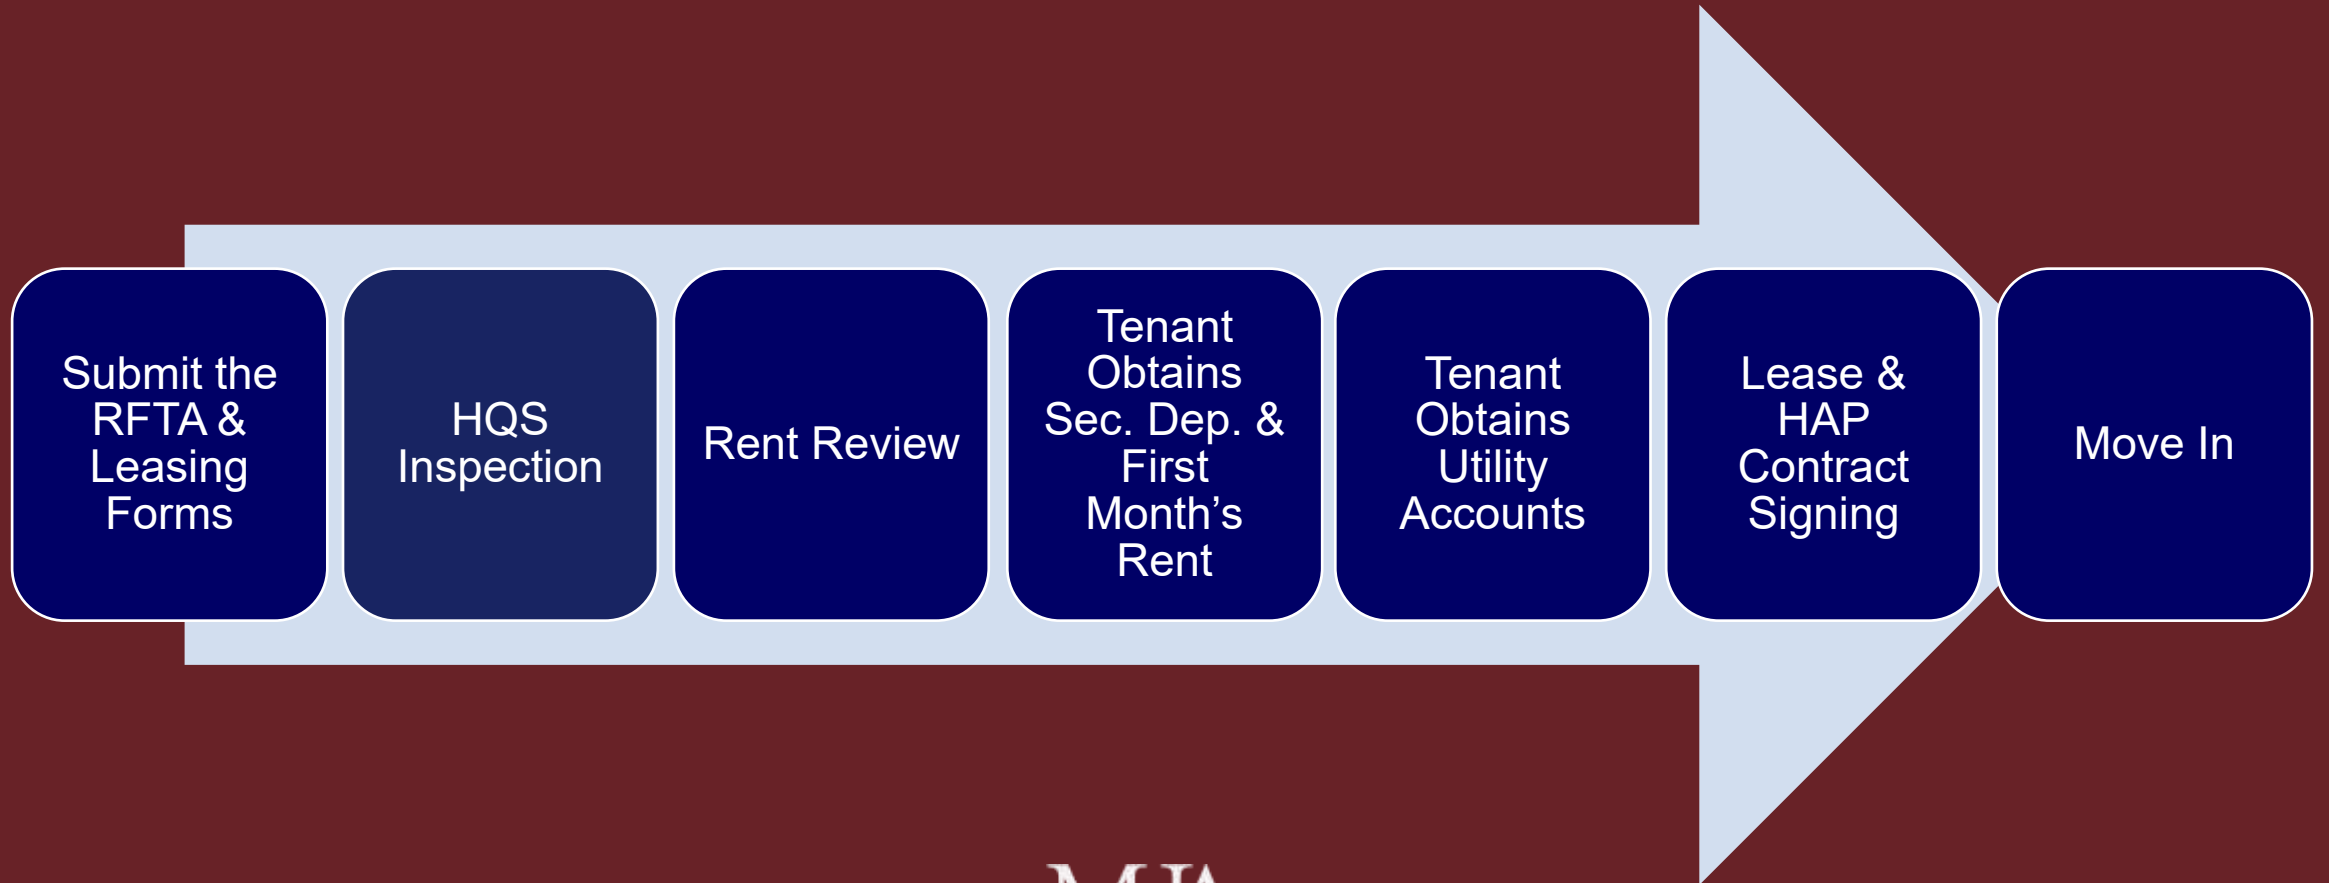 Submit the
RFTA &
Leasing
Forms
HQS
Inspection
Rent Review
Tenant
Obtains
Sec. Dep. &
First
Month’s
Rent
Tenant
Obtains
Utility
Accounts
Lease &
HAP
Contract
Signing
Move In